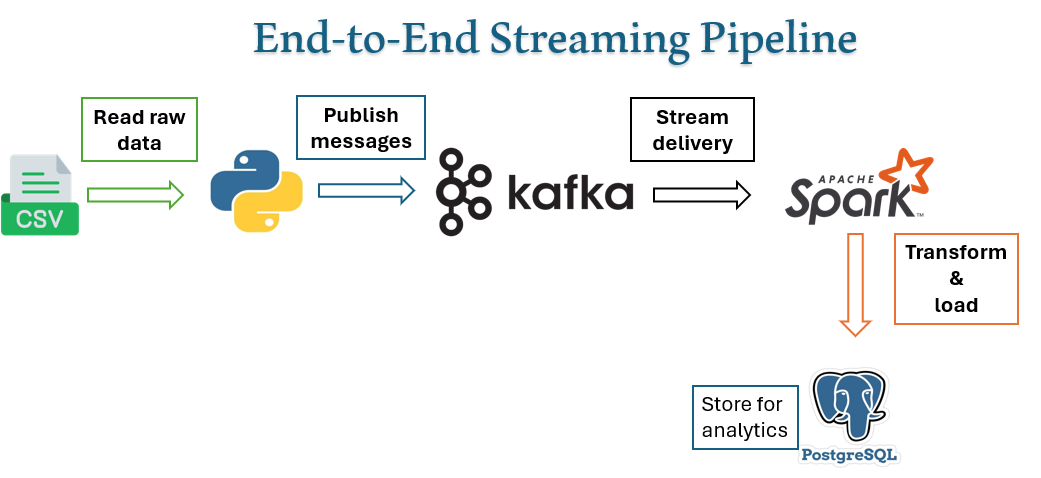 End-to-End Streaming Pipeline
Read raw
data
Publish
messages
Stream
delivery
CSV
kafka
APACHE
Spark™
Transform
&
load
Store for
analytics
PostgreSQL